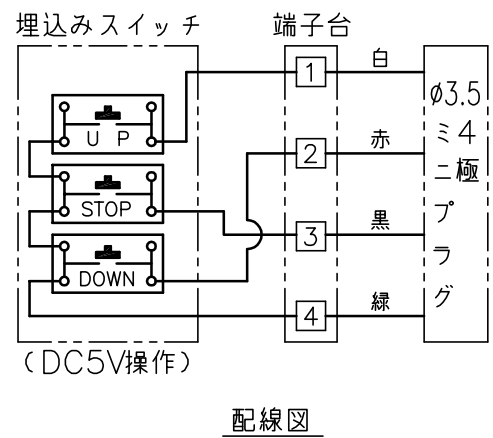 埋込みスイッチ
端子台
1
白
φ3.5
ミ4
ニ極
プラグ
U P
2
赤
STOP
3
黒
DOWN
4
緑
(DC5V操作)
配線図